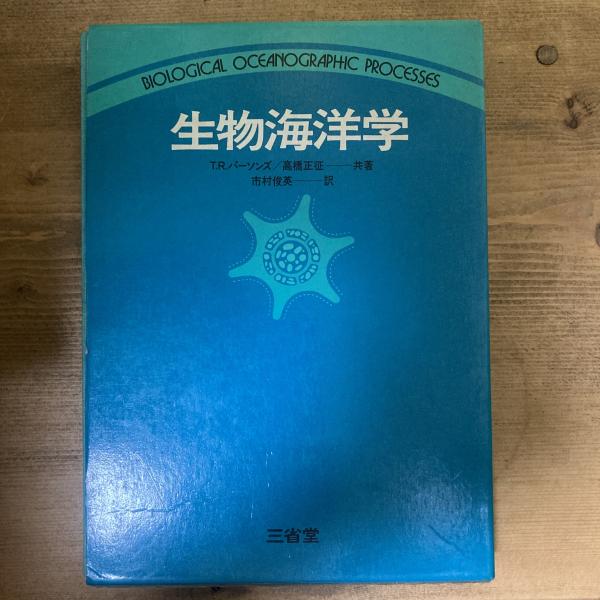 BIOLOGICAL OCEANOGRAPHIC PROCESSES
生物海洋学
T.R.パーソンズ/高橋正征——共著
市村俊英——訳
三省堂